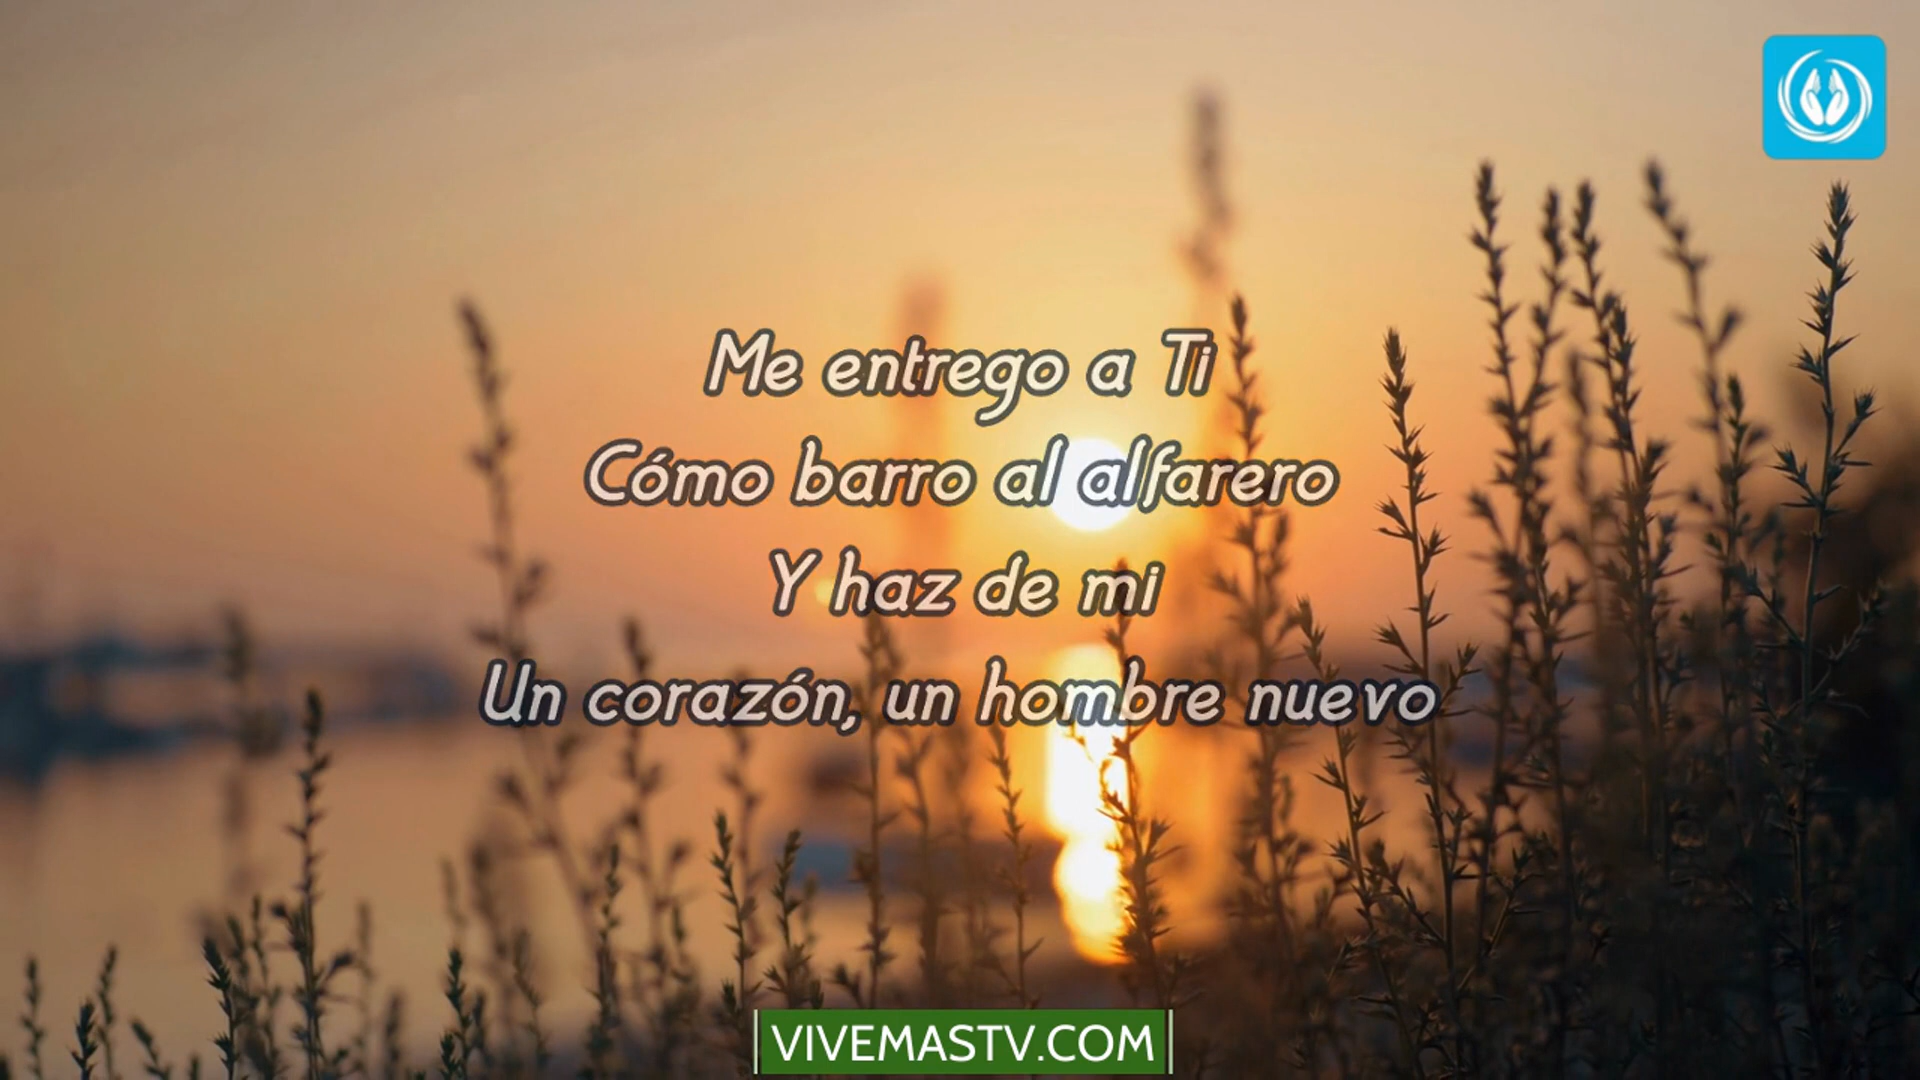 Me entrego a Ti
Cómo barro al alfarero
Y haz de mi
Un corazón, un hombre nuevo
VIVEMASTV.COM